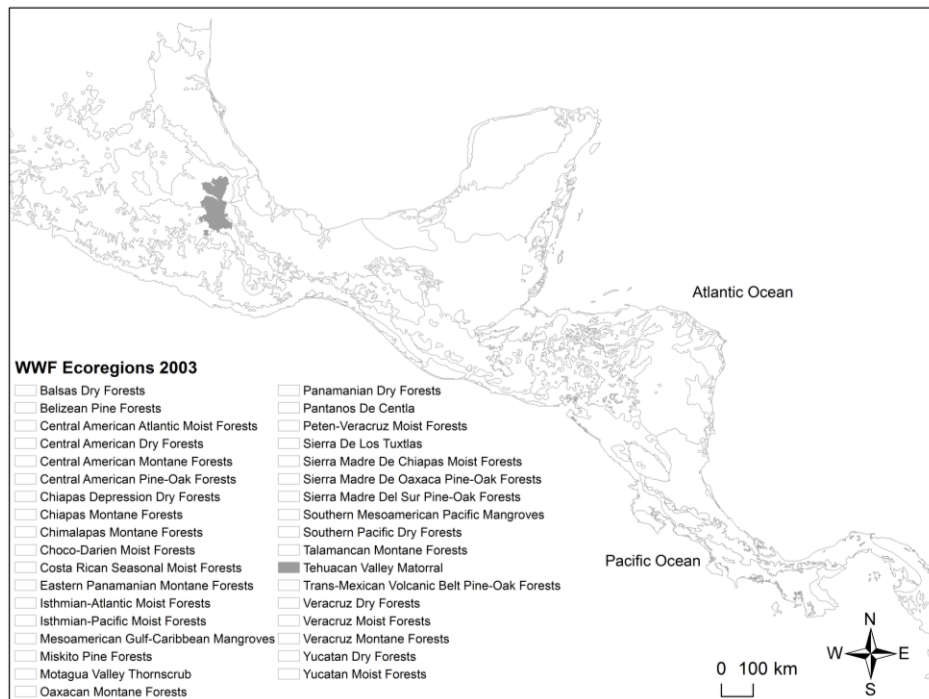 Atlantic Ocean
WWF Ecoregions 2003
Balsas Dry Forests
Belizean Pine Forests
Central American Atlantic Moist Forests
Central American Dry Forests
Central American Montane Forests
Central American Pine-Oak Forests
Chiapas Depression Dry Forests
Chiapas Montane Forests
Chimalapas Montane Forests
Choco-Darien Moist Forests
Costa Rican Seasonal Moist Forests
Eastern Panamanian Montane Forests
Isthmian-Atlantic Moist Forests
Isthmian-Pacific Moist Forests
Mesoamerican Gulf-Caribbean Mangroves
Miskito Pine Forests
Motagua Valley Thornscrub
Oaxacan Montane Forests
Panamanian Dry Forests
Pantanos De Centla
Peten-Veracruz Moist Forests
Sierra De Los Tuxtlas
Sierra Madre De Chiapas Moist Forests
Sierra Madre De Oaxaca Pine-Oak Forests
Sierra Madre Del Sur Pine-Oak Forests
Southern Mesoamerican Pacific Mangroves
Southern Pacific Dry Forests
Talamancan Montane Forests
Tehuacan Valley Matorral
Trans-Mexican Volcanic Belt Pine-Oak Forests
Veracruz Dry Forests
Veracruz Moist Forests
Veracruz Montane Forests
Yucatan Dry Forests
Yucatan Moist Forests
Pacific Ocean
N
W E
S
0 100 km